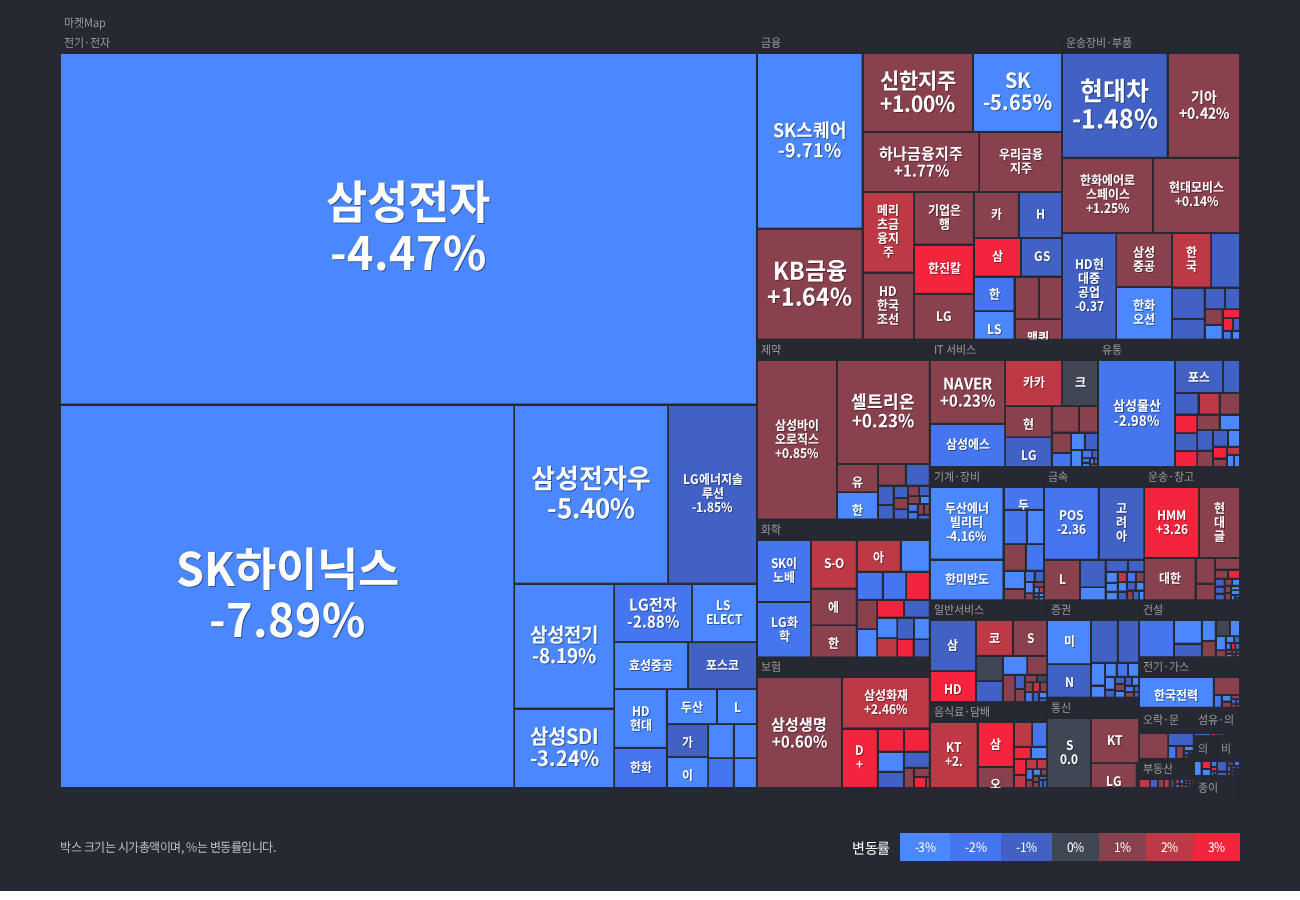 마켓Map
전기·전자
삼성전자
-4.47%
SK하이닉스
-7.89%
삼성전자우
-5.40%
LG에너지솔
루션
-1.85%
삼성전기
-8.19%
삼성SDI
-3.24%
LG전자
-2.88%
LS
ELECT
효성중공
포스코
HD
현대
두산
L
한화
가
이
금융
SK스퀘어
-9.71%
KB금융
+1.64%
신한지주
+1.00%
SK
-5.65%
하나금융지주
+1.77%
우리금융
지주
메리
츠금
융지
주
기업은
행
카
H
한진칼
삼
GS
HD
한국
조선
LG
한
LS
맥쿼
운송장비·부품
현대차
-1.48%
기아
+0.42%
한화에어로
스페이스
+1.25%
현대모비스
+0.14%
HD현
대중
공업
-0.37
삼성
중공
한
국
한화
오션
제약
삼성바이
오로직스
+0.85%
셀트리온
+0.23%
유
한
IT 서비스
NAVER
+0.23%
카카
크
삼성에스
현
LG
유통
삼성물산
-2.98%
포스
화학
SK이
노베
S-O
아
LG화
학
에
한
기계·장비
두산에너
빌리티
-4.16%
두
한미반도
금속
POS
-2.36
고
려
아
L
운송·창고
HMM
+3.26
현
대
글
대한
보험
삼성생명
+0.60%
삼성화재
+2.46%
D
+
일반서비스
삼
코
S
HD
증권
미
N
건설
전기·가스
한국전력
음식료·담배
KT
+2.
삼
오
통신
S
0.0
KT
LG
오락·문
섬유·의
의
비
부동산
종이
박스 크기는 시가총액이며, %는 변동률입니다.
변동률
-3%
-2%
-1%
0%
1%
2%
3%